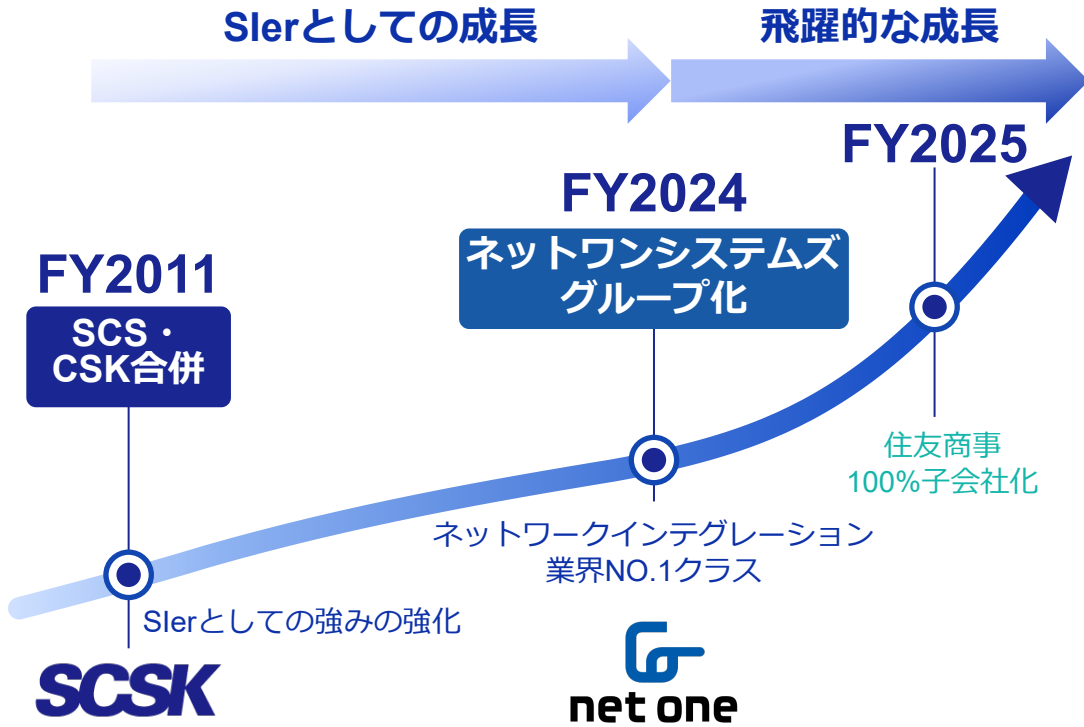 SIerとしての成長
飛躍的な成長
FY2025
FY2024
ネットワンシステムズ
グループ化
FY2011
SCS・
CSK合併
住友商事
100%子会社化
ネットワークインテグレーション
業界NO.1クラス
SIerとしての強みの強化
SCSK
net one